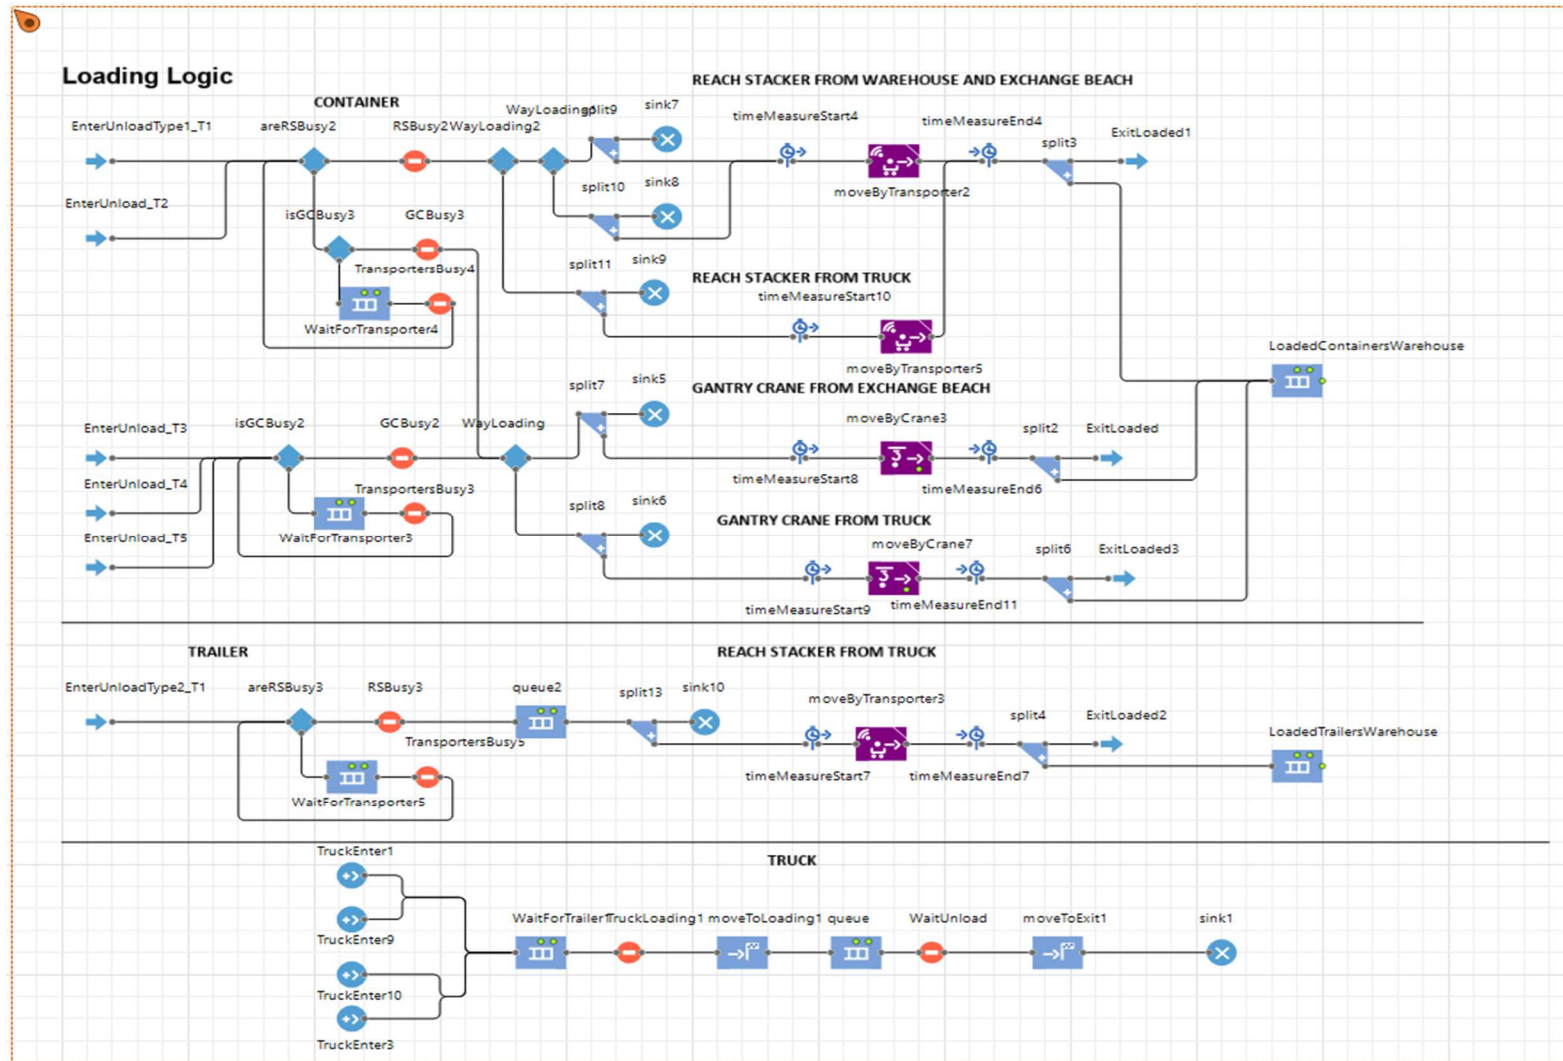 Loading Logic
REACH STACKER FROM WAREHOUSE AND EXCHANGE BEACH
CONTAINER
WayLoading6
split9
sink7
timeMeasureStart4
timeMeasureEnd4
EnterUnloadType1_T1
areRSBusy2
RSBusy2
WayLoading2
ExitLoaded1
split3
split10
sink8
moveByTransporter2
EnterUnload_T2
isGCBusy3
GCBusy3
TransportersBusy4
split11
sink9
REACH STACKER FROM TRUCK
timeMeasureStart10
WaitForTransporter4
LoadedContainersWarehouse
moveByTransporter5
split7
sink5
GANTRY CRANE FROM EXCHANGE BEACH
EnterUnload_T3
isGCBusy2
GCBusy2
WayLoading
moveByCrane3
split2
ExitLoaded
EnterUnload_T4
TransportersBusy3
timeMeasureStart8
timeMeasureEnd6
split8
sink6
GANTRY CRANE FROM TRUCK
EnterUnload_T5
WaitForTransporter3
moveByCrane7
split6
ExitLoaded3
timeMeasureStart9
timeMeasureEnd11
TRAILER
REACH STACKER FROM TRUCK
EnterUnloadType2_T1
areRSBusy3
RSBusy3
queue2
split13
sink10
moveByTransporter3
split4
ExitLoaded2
TransportersBusy5
LoadedTrailersWarehouse
timeMeasureStart7
timeMeasureEnd7
WaitForTransporter5
TruckEnter1
TRUCK
TruckEnter9
WaitForTrailer1
TruckLoading1
moveToLoading1
queue
WaitUnload
moveToExit1
sink1
TruckEnter10
TruckEnter3